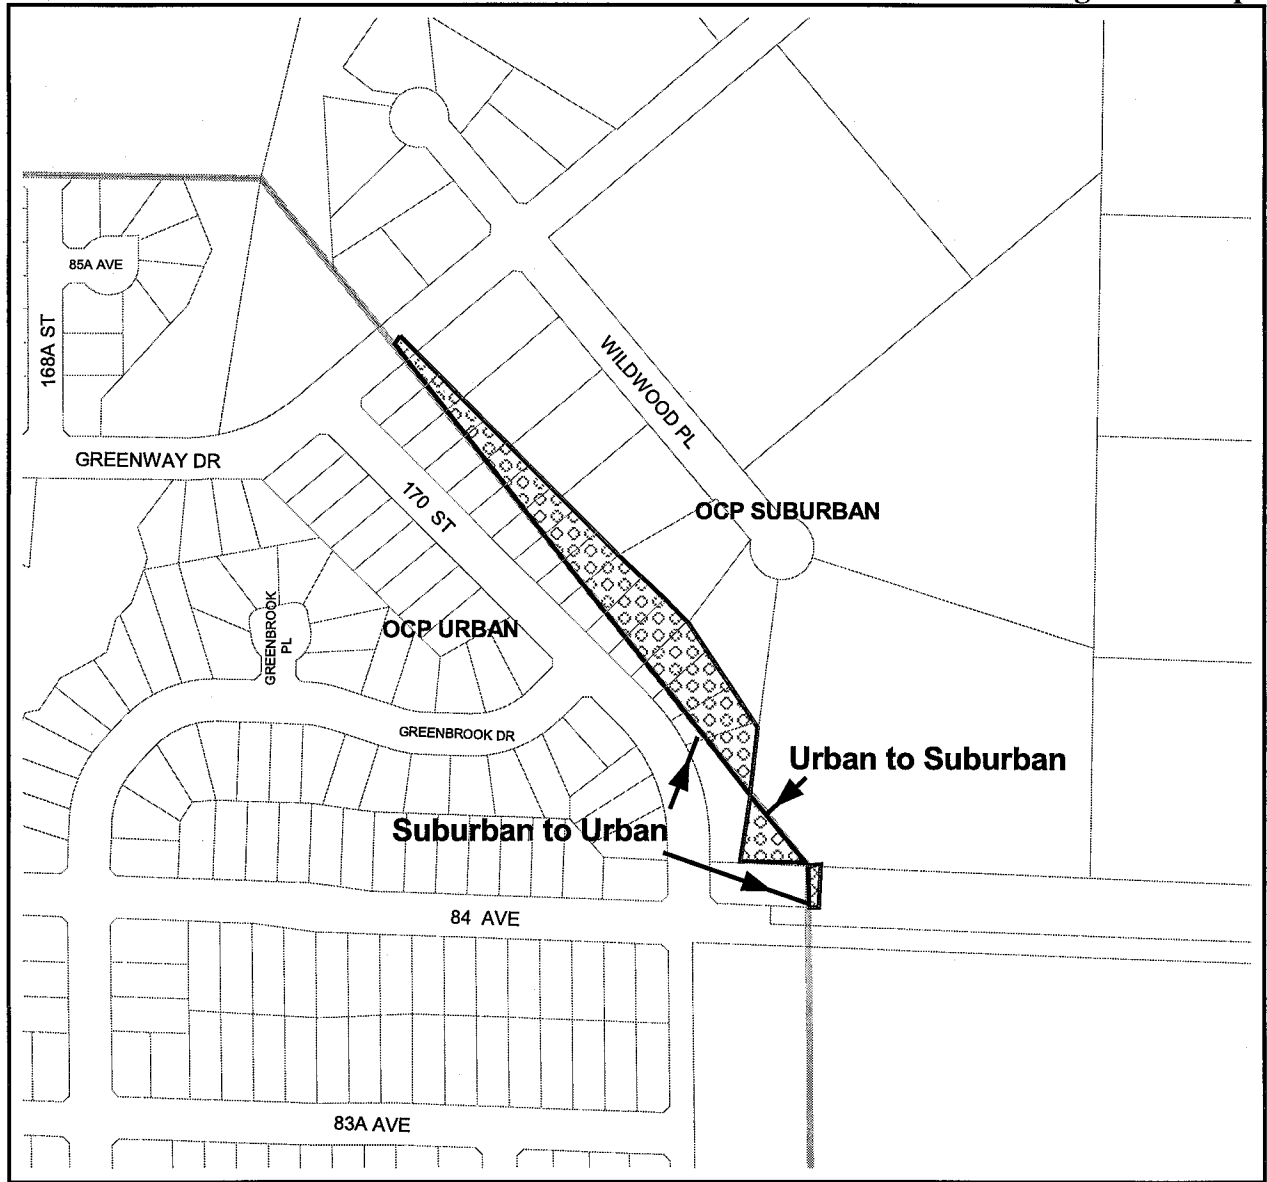 85A AVE
168A ST
WILDWOOD PL
GREENWAY DR
170 ST
OCP SUBURBAN
GREENBROOK
PL
OCP URBAN
GREENBROOK DR
Urban to Suburban
Suburban to Urban
84 AVE
83A AVE